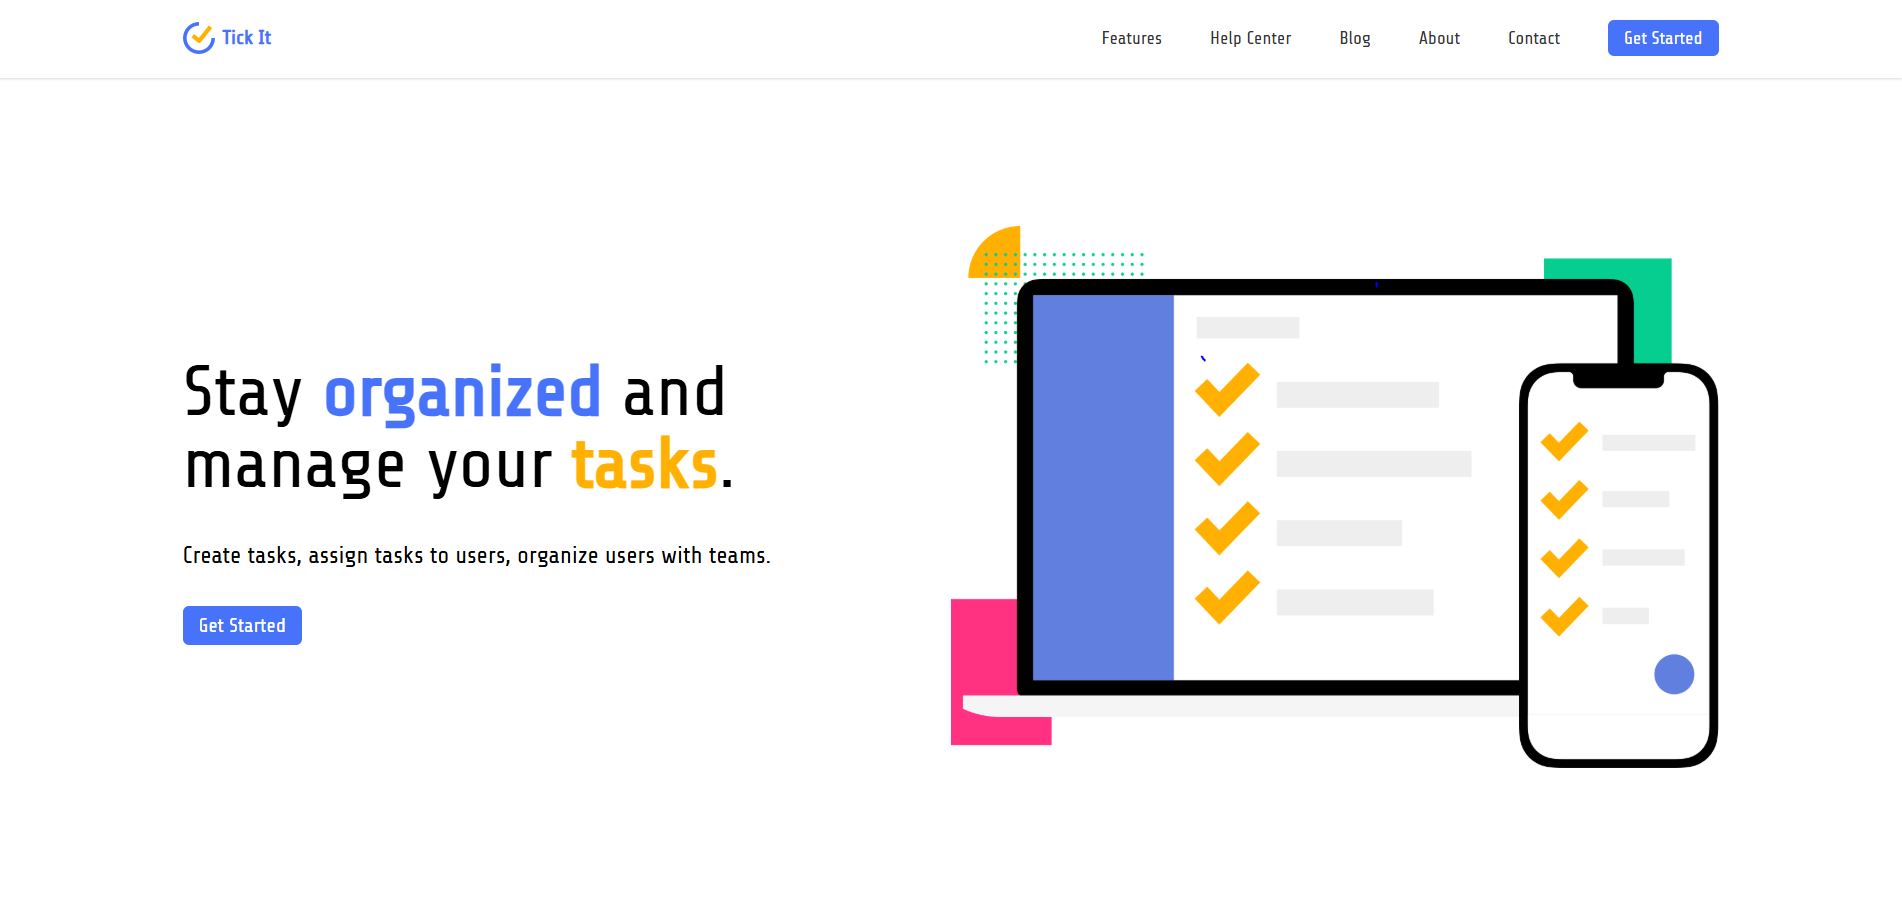 Tick It
Features
Help Center
Blog
About
Contact
Get Started
Stay organized and
manage your tasks.
Create tasks, assign tasks to users, organize users with teams.
Get Started